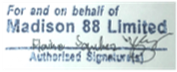 For and on behalf of
Madison 88 Limited
Authorised Signature(s)